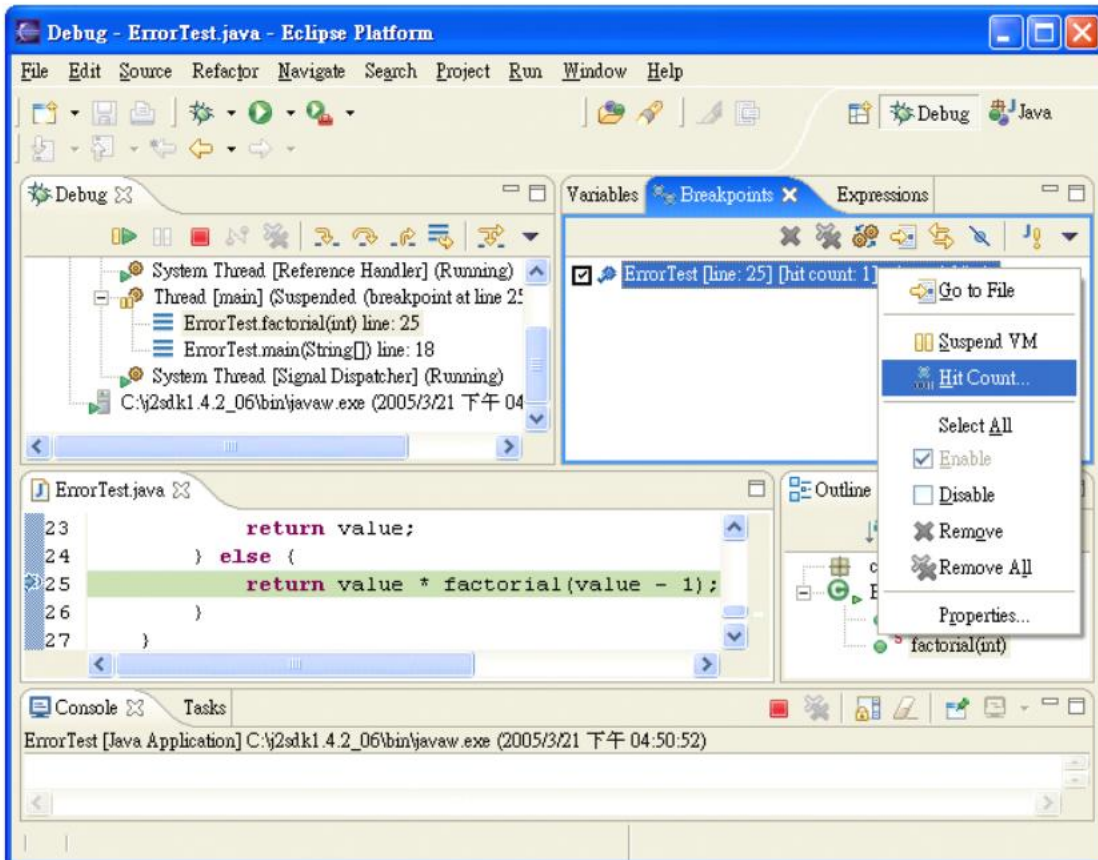 Debug - ErrorTest.java - Eclipse Platform
File Edit Source Refactor Navigate Search Project Run Window Help
Debug Java
Debug
Variables Breakpoints Expressions
System Thread [Reference Handler] (Running)
Thread [main] (Suspended (breakpoint at line 25
ErrorTest.factorial(int) line: 25
ErrorTest.main(String[]) line: 18
System Thread [Signal Dispatcher] (Running)
C:\j2sdk1.4.2_06\bin\javaw.exe (2005/3/21 下午 04
ErrorTest [line: 25] [hit count: 1]
Go to File
Suspend VM
Hit Count...
Select All
Enable
Disable
Remove
Remove All
Properties...
ErrorTest.java
23 return value;
24 } else {
25 return value * factorial(value - 1);
26 }
27 }
Outline
factorial(int)
Console Tasks
ErrorTest [Java Application] C:\j2sdk1.4.2_06\bin\javaw.exe (2005/3/21 下午 04:50:52)